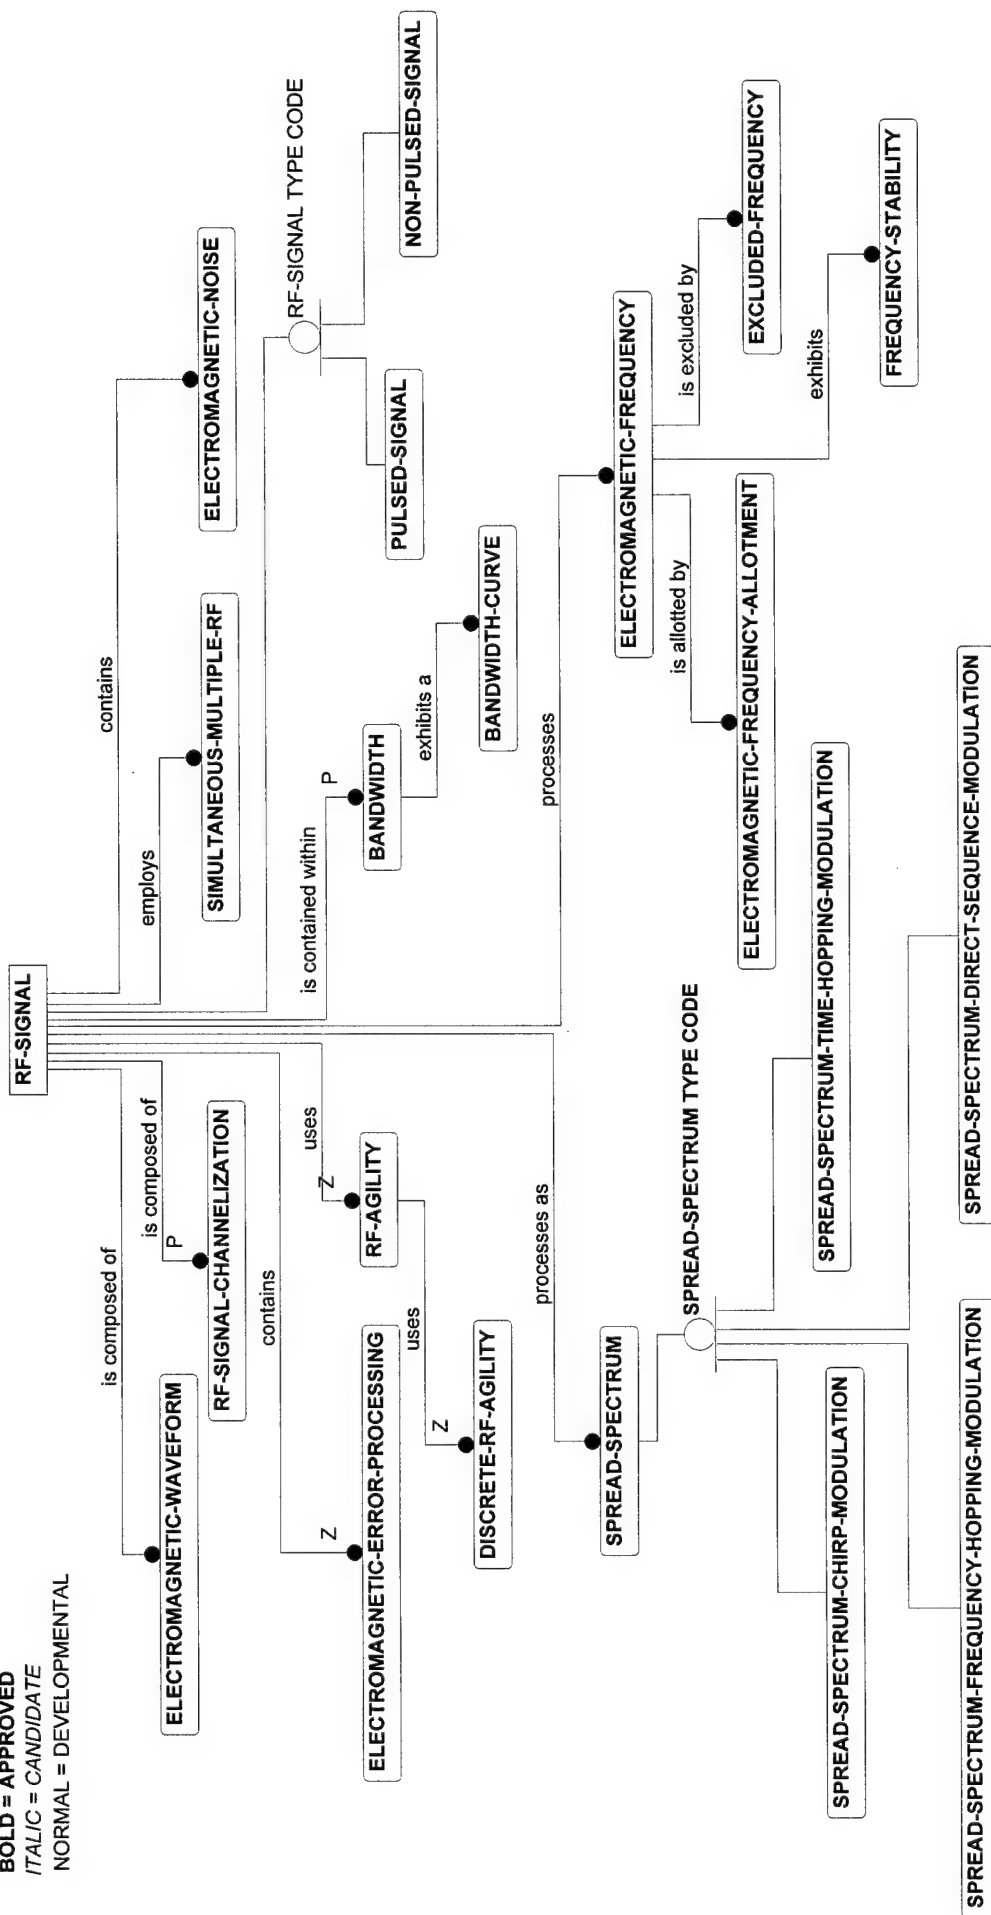 BOLD = APPROVED
ITALIC = CANDIDATE
NORMAL = DEVELOPMENTAL
RF-SIGNAL
is composed of
ELECTROMAGNETIC-WAVEFORM
is composed of
P
RF-SIGNAL-CHANNELIZATION
employs
SIMULTANEOUS-MULTIPLE-RF
contains
ELECTROMAGNETIC-NOISE
RF-SIGNAL TYPE CODE
PULSED-SIGNAL
NON-PULSED-SIGNAL
contains
Z
ELECTROMAGNETIC-ERROR-PROCESSING
uses
Z
RF-AGILITY
uses
Z
DISCRETE-RF-AGILITY
is contained within
P
BANDWIDTH
exhibits a
BANDWIDTH-CURVE
processes as
SPREAD-SPECTRUM
SPREAD-SPECTRUM TYPE CODE
SPREAD-SPECTRUM-CHIRP-MODULATION
SPREAD-SPECTRUM-TIME-HOPPING-MODULATION
SPREAD-SPECTRUM-FREQUENCY-HOPPING-MODULATION
SPREAD-SPECTRUM-DIRECT-SEQUENCE-MODULATION
processes
ELECTROMAGNETIC-FREQUENCY
is allotted by
ELECTROMAGNETIC-FREQUENCY-ALLOTMENT
is excluded by
EXCLUDED-FREQUENCY
exhibits
FREQUENCY-STABILITY